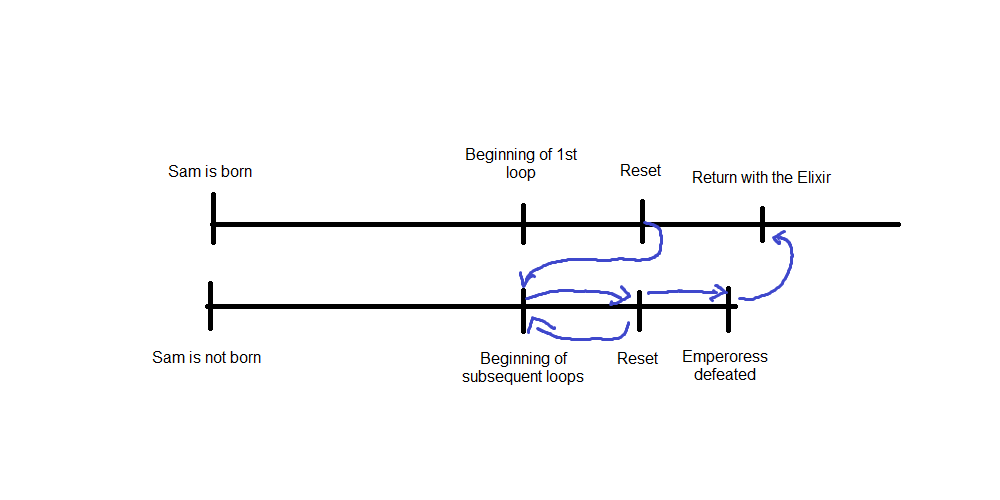 Sam is born
Beginning of 1st
loop
Reset
Return with the Elixir
Sam is not born
Beginning of
subsequent loops
Reset
Emperoress
defeated